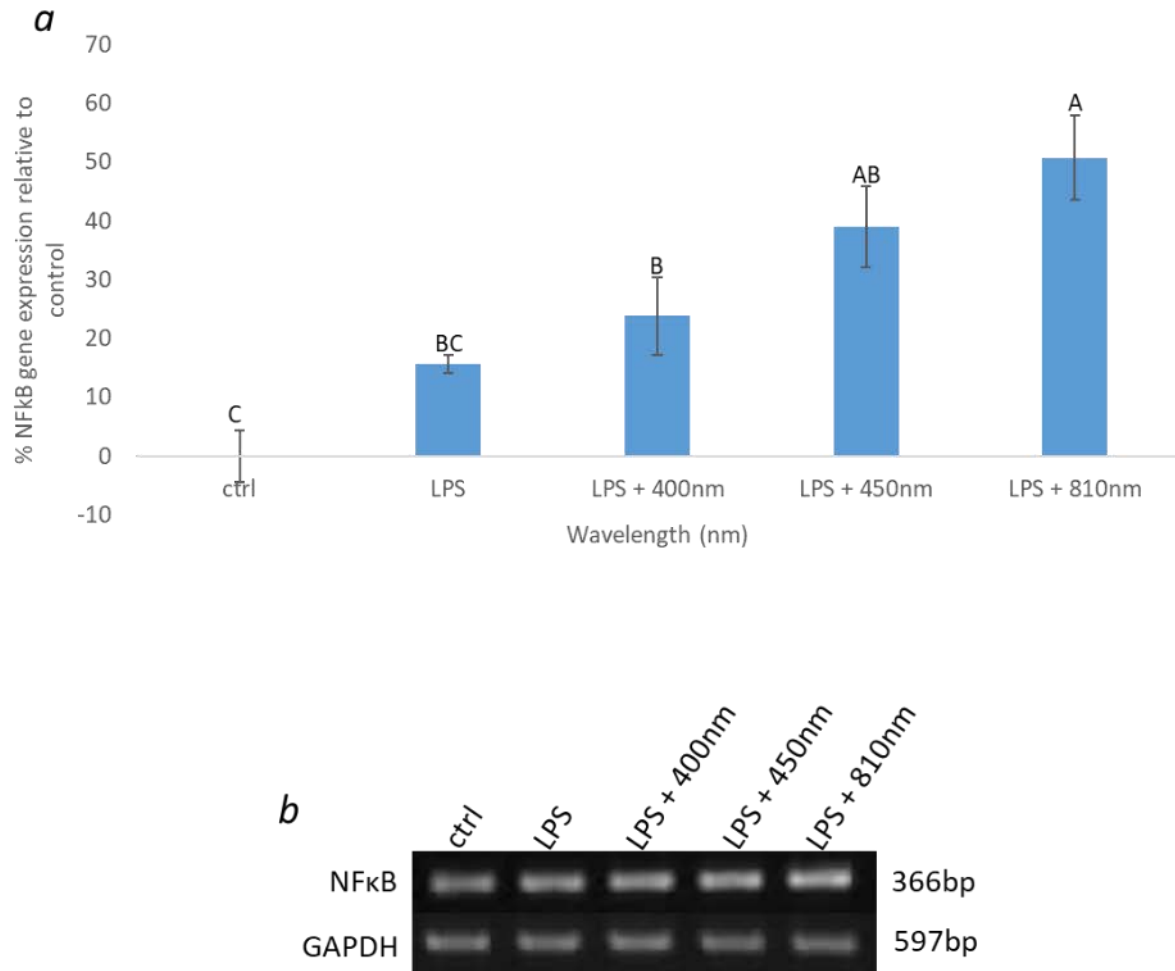 a
70
60
50
40
30
20
10
0
-10
% NFkB gene expression relative to
control
C
BC
B
AB
A
ctrl
LPS
LPS + 400nm
LPS + 450nm
LPS + 810nm
Wavelength (nm)
b
ctrl
LPS
LPS + 400nm
LPS + 450nm
LPS + 810nm
NFκB
366bp
GAPDH
597bp